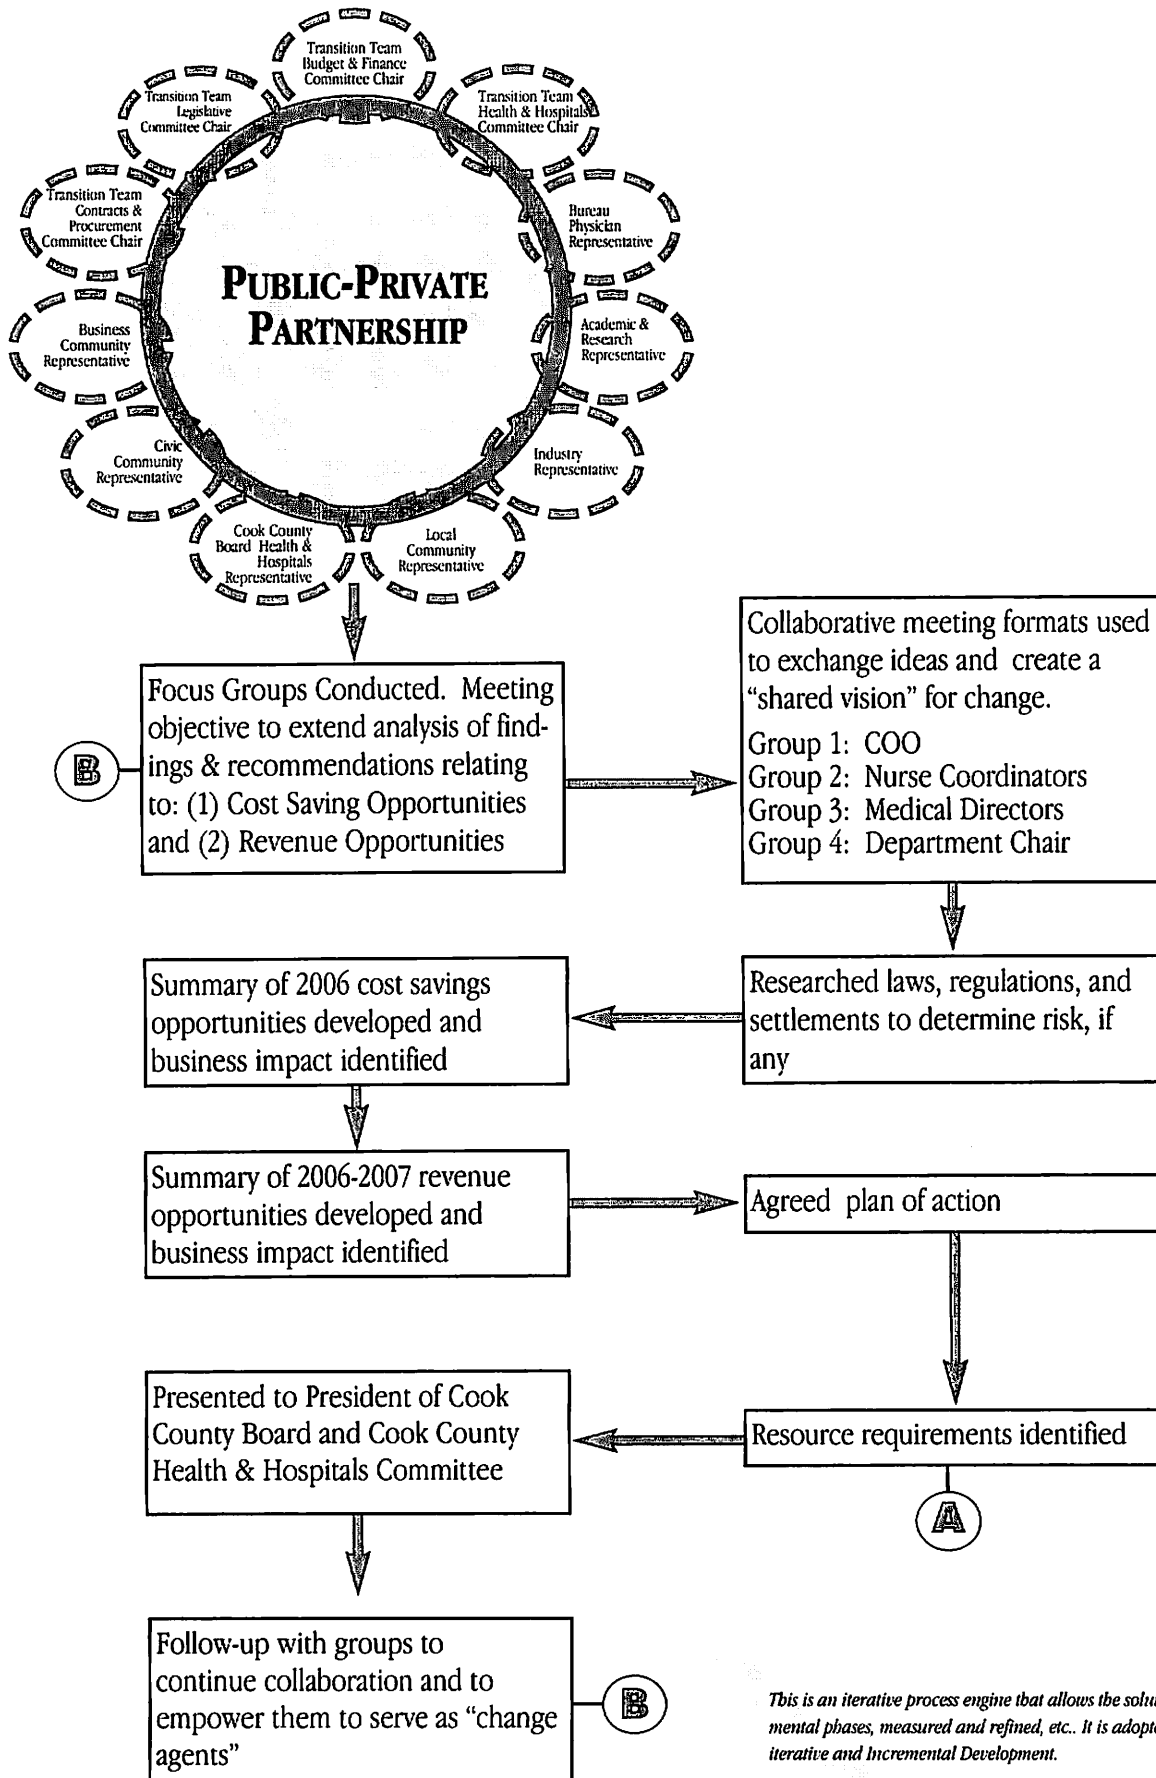 Transition Team
Budget & Finance
Committee Chair
Transition Team
Legislative
Committee Chair
Transition Team
Health & Hospitals
Committee Chair
Transition Team
Contracts &
Procurement
Committee Chair
Bureau
Physician
Representative
PUBLIC-PRIVATE
PARTNERSHIP
Business
Community
Representative
Academic &
Research
Representative
Civic
Community
Representative
Industry
Representative
Cook County
Board Health &
Hospitals
Representative
Local
Community
Representative
Focus Groups Conducted. Meeting
objective to extend analysis of find-
ings & recommendations relating
to: (1) Cost Saving Opportunities
and (2) Revenue Opportunities
B
Collaborative meeting formats used
to exchange ideas and create a
“shared vision” for change.
Group 1: COO
Group 2: Nurse Coordinators
Group 3: Medical Directors
Group 4: Department Chair
Researched laws, regulations, and
settlements to determine risk, if
any
Summary of 2006 cost savings
opportunities developed and
business impact identified
Summary of 2006-2007 revenue
opportunities developed and
business impact identified
Agreed plan of action
Resource requirements identified
A
Presented to President of Cook
County Board and Cook County
Health & Hospitals Committee
Follow-up with groups to
continue collaboration and to
empower them to serve as “change
agents”
B
This is an iterative process engine that allows the
mental phases, measured and refined, etc.. It is
iterative and Incremental Development.